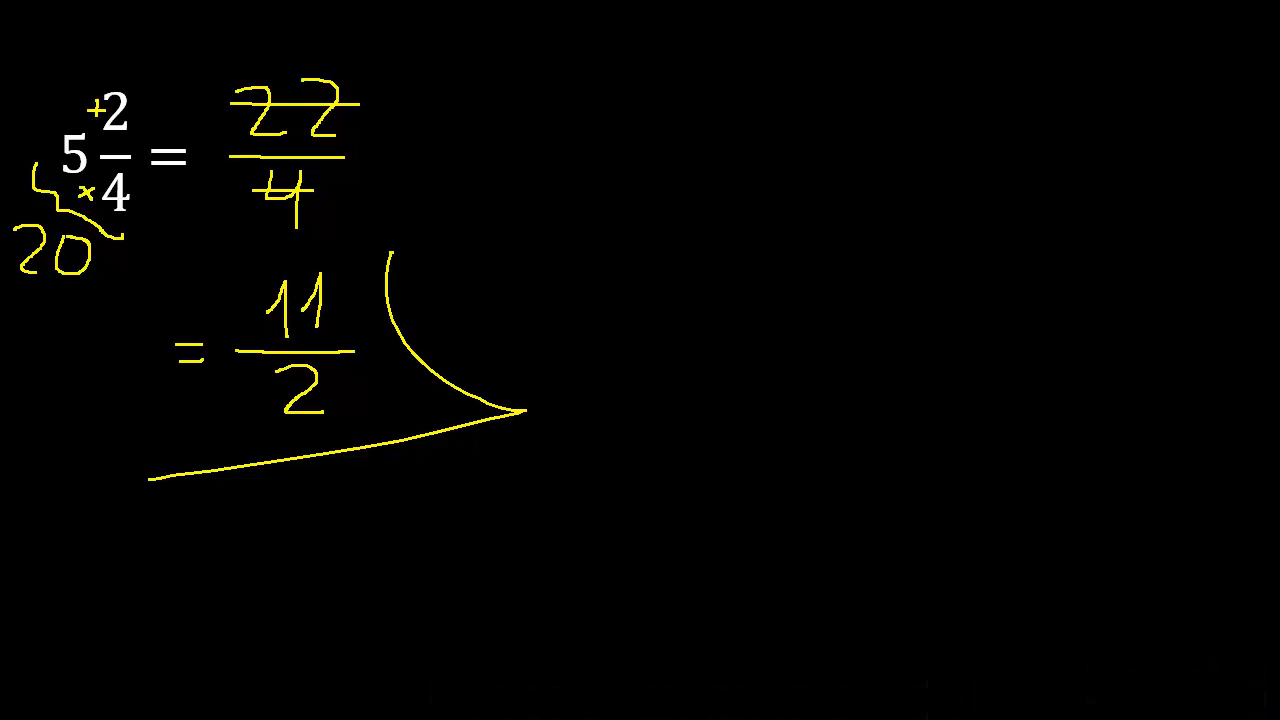 5 + 2/4 = 22/4
×
20
= 11/2